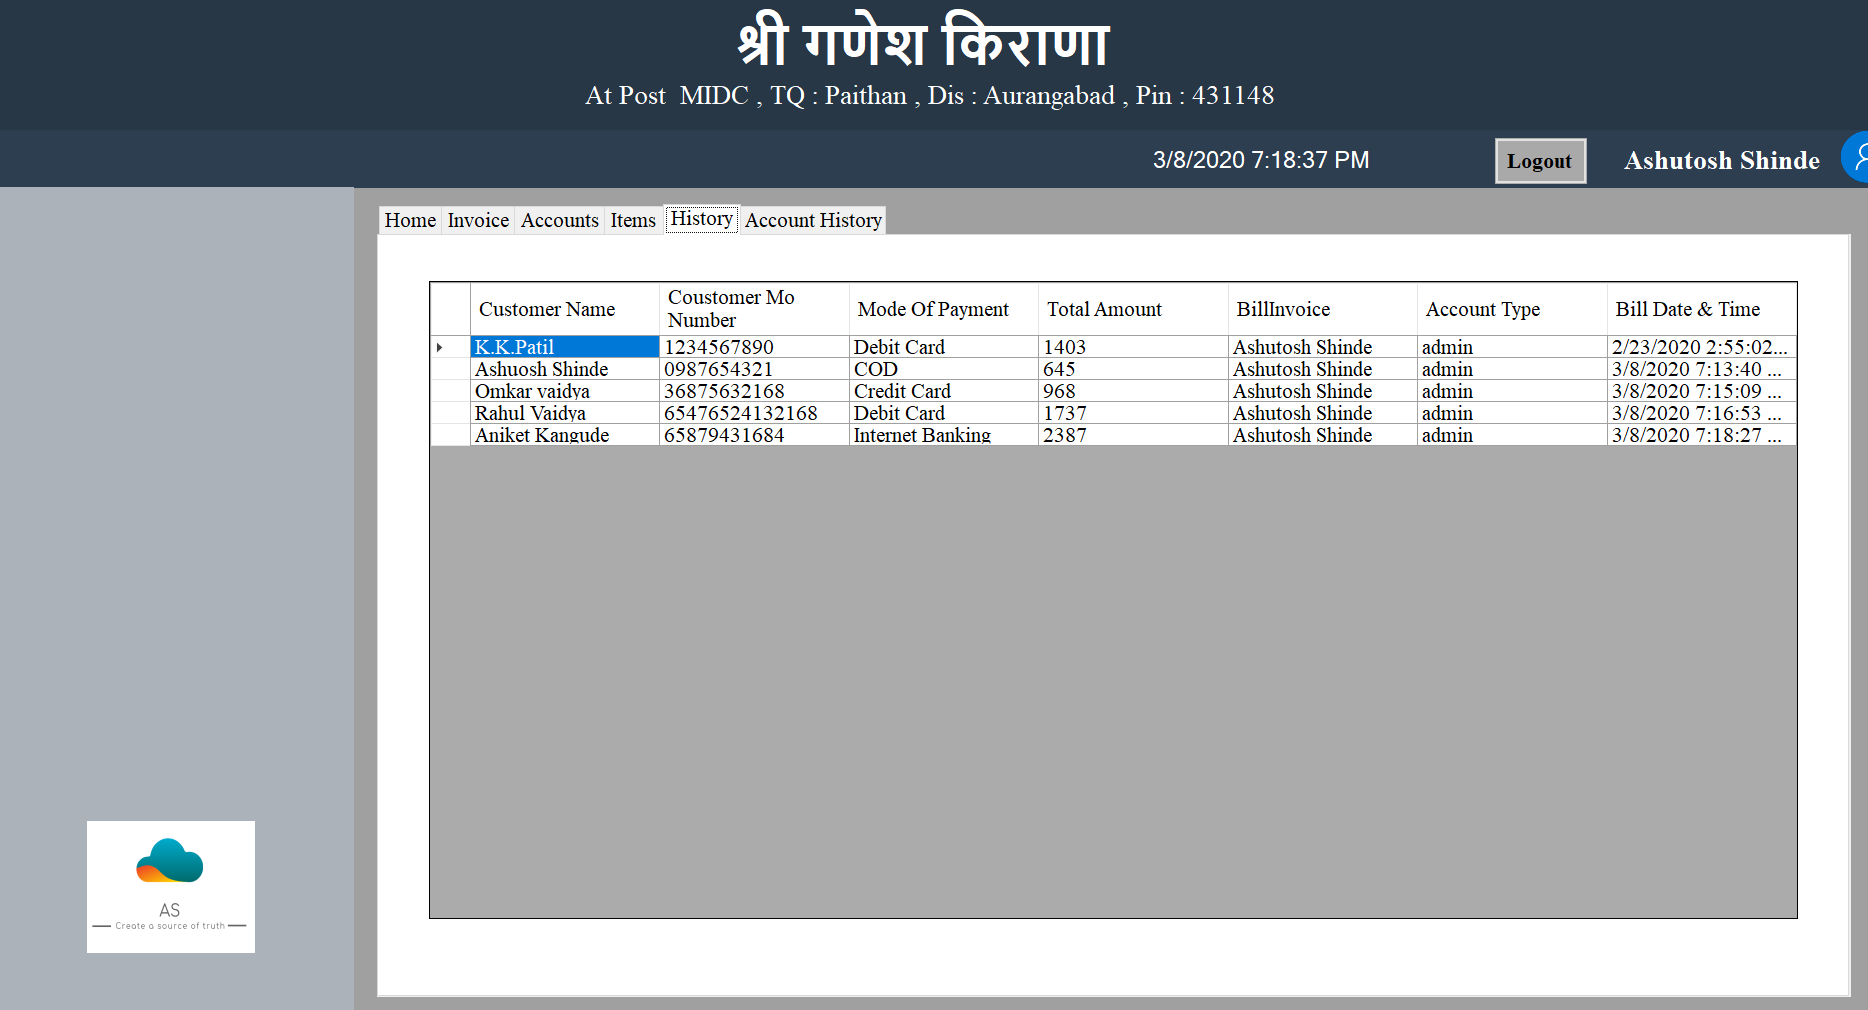 श्री गणेश किराणा
At Post MIDC , TQ : Paithan , Dis : Aurangabad , Pin : 431148
3/8/2020 7:18:37 PM Logout Ashutosh Shinde
Home Invoice Accounts Items History Account History
Customer Name Coustomer Mo Number Mode Of Payment Total Amount BillInvoice Account Type Bill Date & Time
K.K.Patil 1234567890 Debit Card 1403 Ashutosh Shinde admin 2/23/2020 2:55:02...
Ashuosh Shinde 0987654321 COD 645 Ashutosh Shinde admin 3/8/2020 7:13:40 ...
Omkar vaidya 36875632168 Credit Card 968 Ashutosh Shinde admin 3/8/2020 7:15:09 ...
Rahul Vaidya 65476524132168 Debit Card 1737 Ashutosh Shinde admin 3/8/2020 7:16:53 ...
Aniket Kangude 65879431684 Internet Banking 2387 Ashutosh Shinde admin 3/8/2020 7:18:27 ...
AS
Create a source of truth